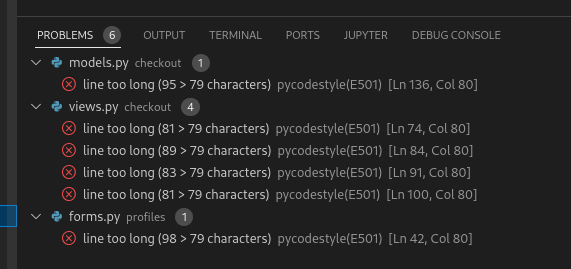 PROBLEMS 6 OUTPUT TERMINAL PORTS JUPYTER DEBUG CONSOLE
models.py checkout 1
line too long (95 > 79 characters) pycodestyle(E501) [Ln 136, Col 80]
views.py checkout 4
line too long (81 > 79 characters) pycodestyle(E501) [Ln 74, Col 80]
line too long (89 > 79 characters) pycodestyle(E501) [Ln 84, Col 80]
line too long (83 > 79 characters) pycodestyle(E501) [Ln 91, Col 80]
line too long (81 > 79 characters) pycodestyle(E501) [Ln 100, Col 80]
forms.py profiles 1
line too long (98 > 79 characters) pycodestyle(E501) [Ln 42, Col 80]